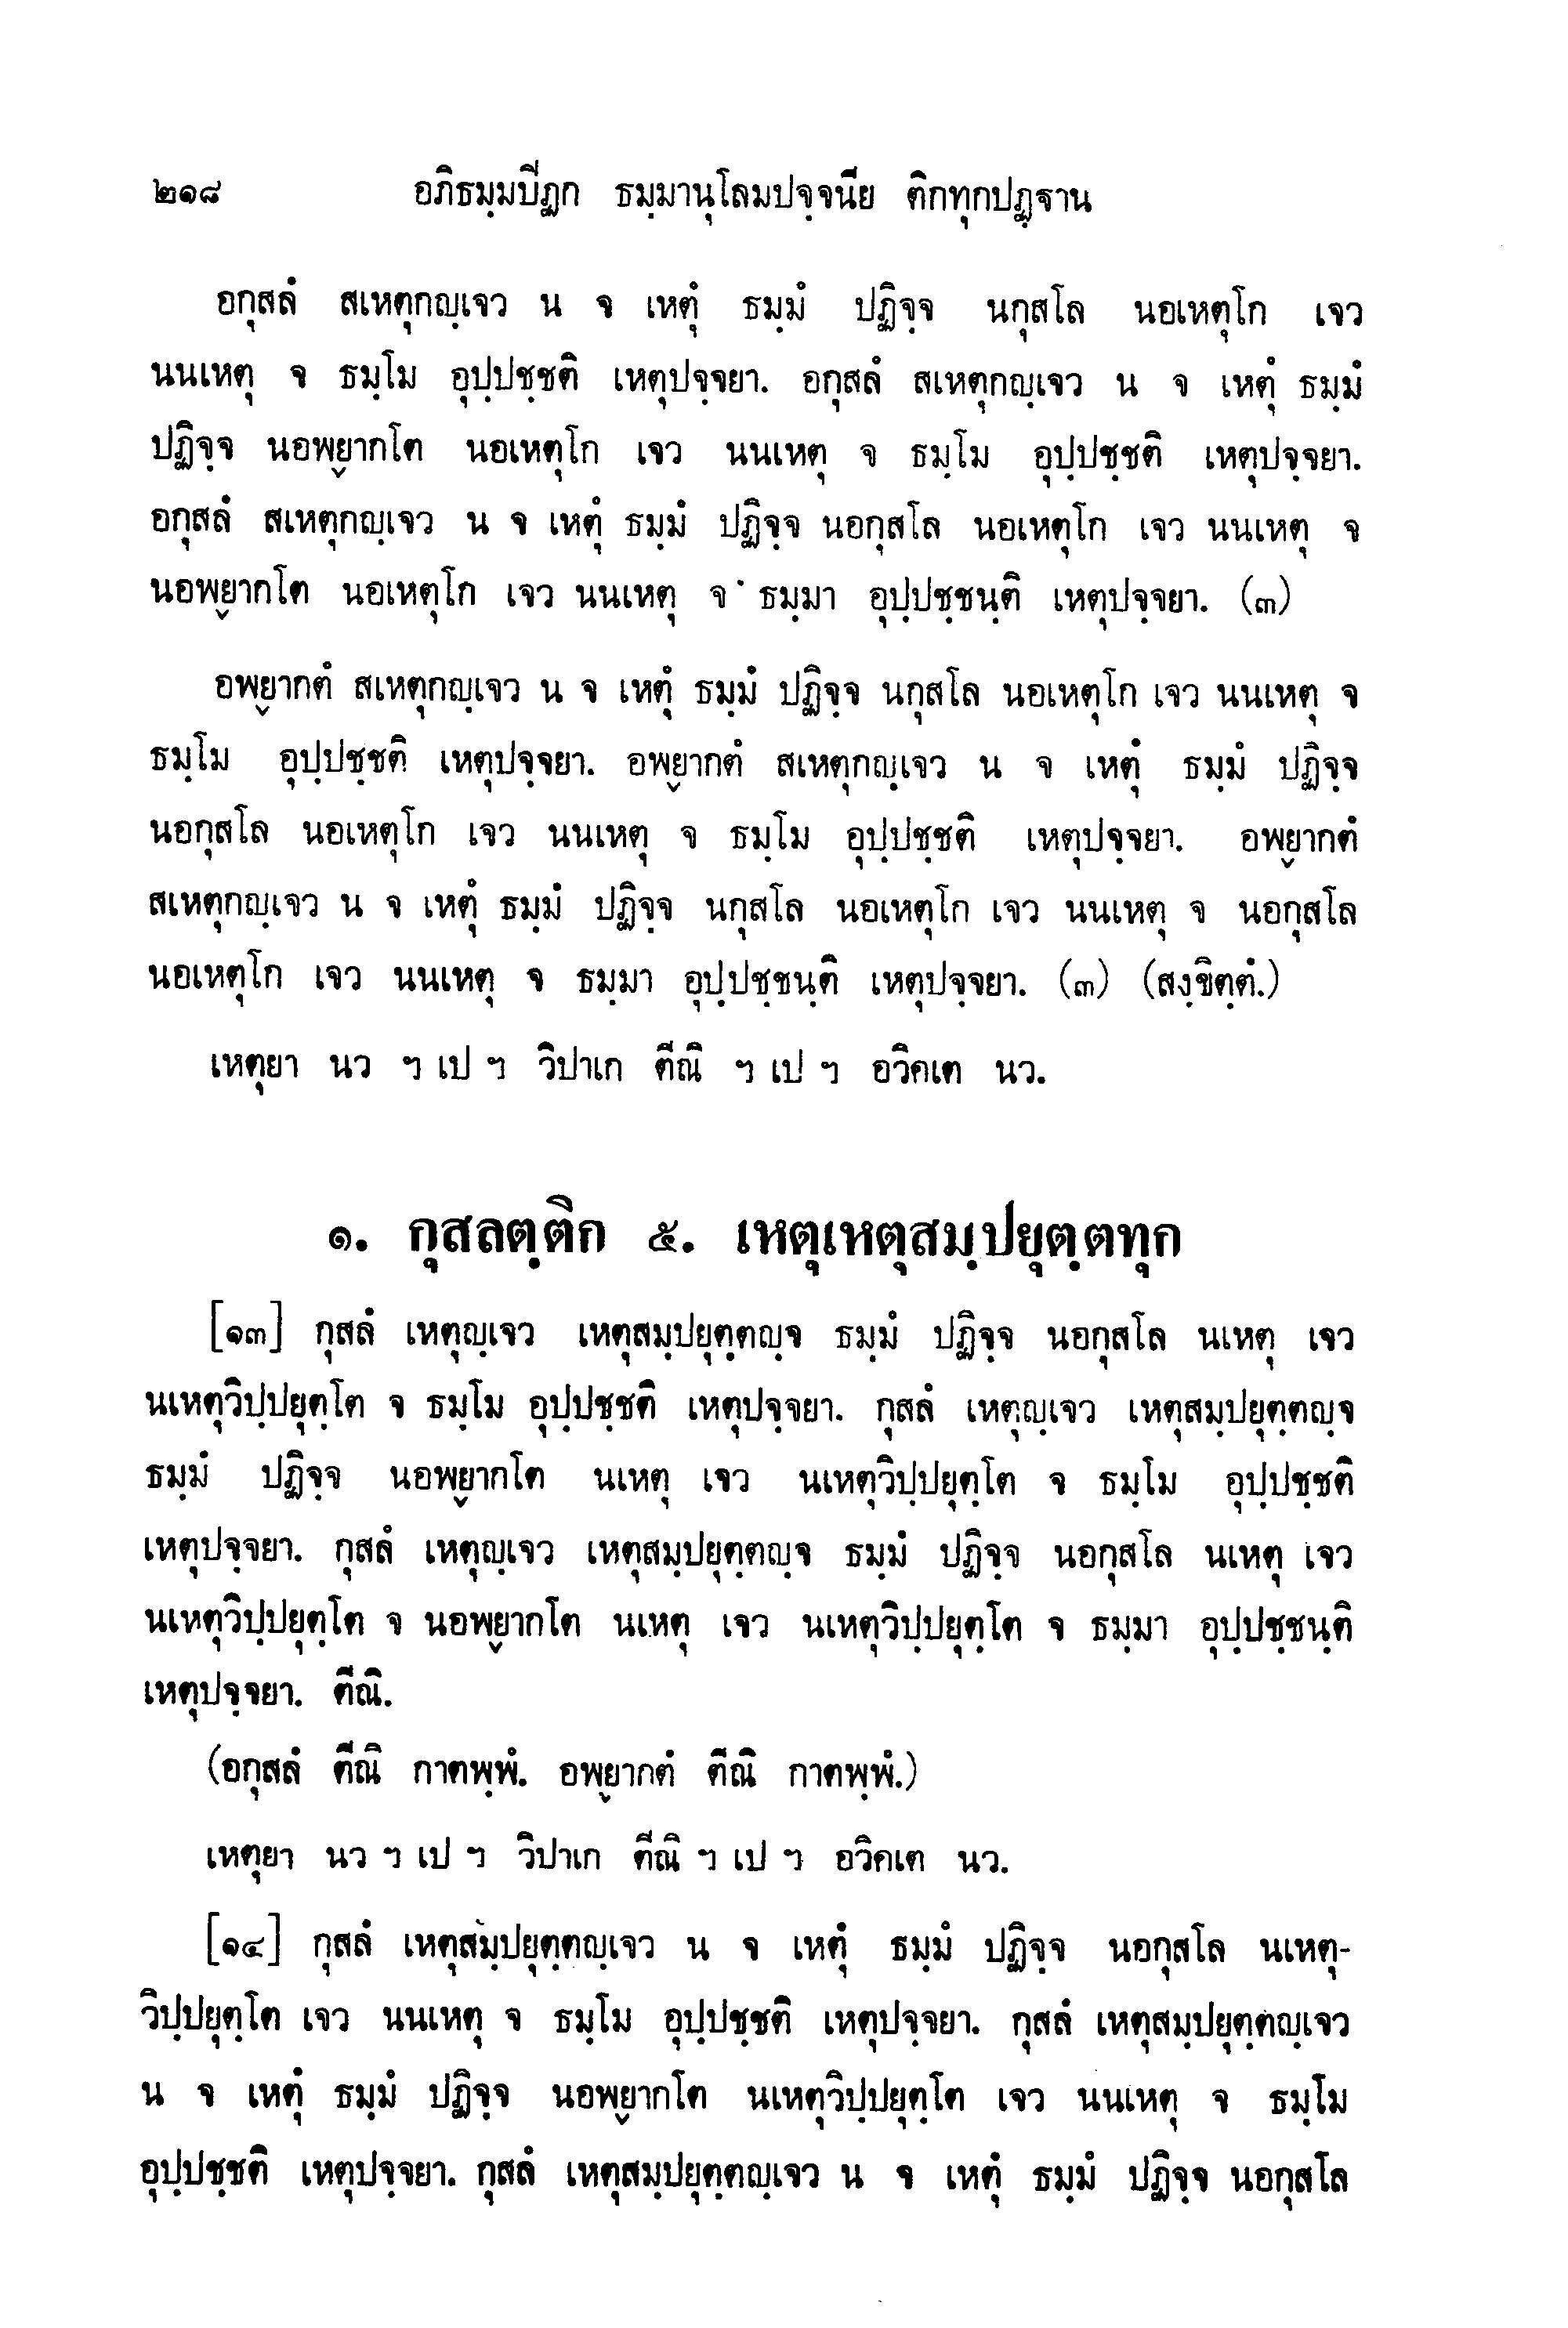 ๒๑๘ อภิธมฺมปีฏก ธมฺมานุโลมปจฺจนีย ติกทุกปฏฺฐาน
อกุสลํ สเหตุกญฺเจว น จ เหตุํ ธมฺมํ ปฏิจฺจ นกุสโล นอเหตุโก เจว
นนเหตุ จ ธมฺโม อุปฺปชฺชติ เหตุปจฺจยา. อกุสลํ สเหตุกญฺเจว น จ เหตุํ ธมฺมํ
ปฏิจฺจ นอพฺยากโต นอเหตุโก เจว นนเหตุ จ ธมฺโม อุปฺปชฺชติ เหตุปจฺจยา.
อกุสลํ สเหตุกญฺเจว น จ เหตุํ ธมฺมํ ปฏิจฺจ นอกุสโล นอเหตุโก เจว นนเหตุ จ
นอพฺยากโต นอเหตุโก เจว นนเหตุ จ ธมฺมา อุปฺปชฺชนฺติ เหตุปจฺจยา. (๓)
อพฺยากตํ สเหตุกญฺเจว น จ เหตุํ ธมฺมํ ปฏิจฺจ นกุสโล นอเหตุโก เจว นนเหตุ จ
ธมฺโม อุปฺปชฺชติ เหตุปจฺจยา. อพฺยากตํ สเหตุกญฺเจว น จ เหตุํ ธมฺมํ ปฏิจฺจ
นอกุสโล นอเหตุโก เจว นนเหตุ จ ธมฺโม อุปฺปชฺชติ เหตุปจฺจยา. อพฺยากตํ
สเหตุกญฺเจว น จ เหตุํ ธมฺมํ ปฏิจฺจ นกุสโล นอเหตุโก เจว นนเหตุ จ นอกุสโล
นอเหตุโก เจว นนเหตุ จ ธมฺมา อุปฺปชฺชนฺติ เหตุปจฺจยา. (๓) (สงฺขิตฺตํ.)
เหตุยา นว ฯ เป ฯ วิปาเก ตีณิ ฯ เป ฯ อวิคเต นว.
๑. กุสลตฺติก ๕. เหตุเหตุสมฺปยุตฺตทุก
[๑๓] กุสลํ เหตุญฺเจว เหตุสมฺปยุตฺตญฺจ ธมฺมํ ปฏิจฺจ นอกุสโล นเหตุ เจว
นเหตุวิปฺปยุตฺโต จ ธมฺโม อุปฺปชฺชติ เหตุปจฺจยา. กุสลํ เหตุญฺเจว เหตุสมฺปยุตฺตญฺจ
ธมฺมํ ปฏิจฺจ นอพฺยากโต นเหตุ เจว นเหตุวิปฺปยุตฺโต จ ธมฺโม อุปฺปชฺชติ
เหตุปจฺจยา. กุสลํ เหตุญฺเจว เหตุสมฺปยุตฺตญฺจ ธมฺมํ ปฏิจฺจ นอกุสโล นเหตุ เจว
นเหตุวิปฺปยุตฺโต จ นอพฺยากโต นเหตุ เจว นเหตุวิปฺปยุตฺโต จ ธมฺมา อุปฺปชฺชนฺติ
เหตุปจฺจยา. ตีณิ.
(อกุสลํ ตีณิ กาตพฺพํ. อพฺยากตํ ตีณิ กาตพฺพํ.)
เหตุยา นว ฯ เป ฯ วิปาเก ตีณิ ฯ เป ฯ อวิคเต นว.
[๑๔] กุสลํ เหตุสมฺปยุตฺตญฺเจว น จ เหตุํ ธมฺมํ ปฏิจฺจ นอกุสโล นเหตุ-
วิปฺปยุตฺโต เจว นนเหตุ จ ธมฺโม อุปฺปชฺชติ เหตุปจฺจยา. กุสลํ เหตุสมฺปยุตฺตญฺเจว
น จ เหตุํ ธมฺมํ ปฏิจฺจ นอพฺยากโต นเหตุวิปฺปยุตฺโต เจว นนเหตุ จ ธมฺโม
อุปฺปชฺชติ เหตุปจฺจยา. กุสลํ เหตุสมฺปยุตฺตญฺเจว น จ เหตุํ ธมฺมํ ปฏิจฺจ นอกุสโล